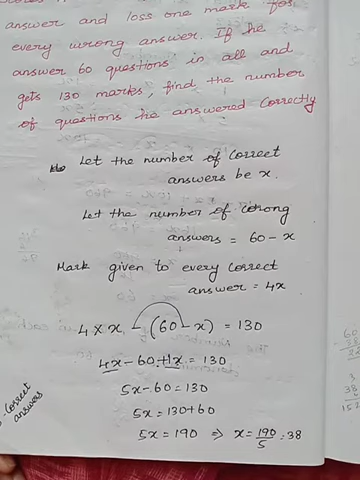 answer and loss one mark for
every wrong answer. If he
answer 60 questions in all and
gets 130 marks, find the number
of questions he answered correctly
Let the number of correct
answers be x.
Let the number of wrong
answers = 60 - x
Mark given to every correct
answer = 4x
4 × x - (60 - x) = 130
4x - 60 + 1x = 130
5x - 60 = 130
5x = 130 + 60
5x = 190 ⇒ x = 190/5 : 38
correct
answers